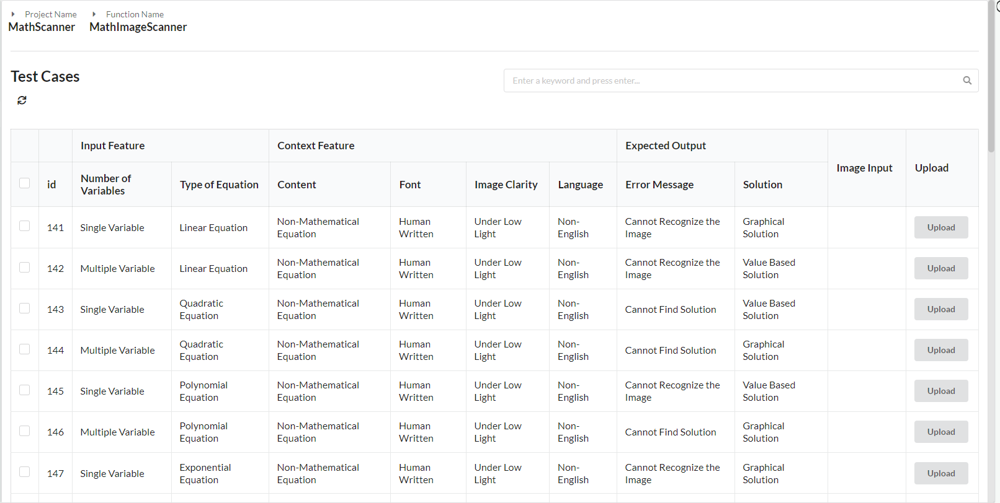 Project Name Function Name
MathScanner MathImageScanner
Test Cases
Enter a keyword and press enter...
Input Feature Context Feature Expected Output
Image Input Upload
id Number of Variables Type of Equation Content Font Image Clarity Language Error Message Solution
141 Single Variable Linear Equation Non-Mathematical Equation Human Written Under Low Light Non-English Cannot Recognize the Image Graphical Solution Upload
142 Multiple Variable Linear Equation Non-Mathematical Equation Human Written Under Low Light Non-English Cannot Recognize the Image Value Based Solution Upload
143 Single Variable Quadratic Equation Non-Mathematical Equation Human Written Under Low Light Non-English Cannot Find Solution Value Based Solution Upload
144 Multiple Variable Quadratic Equation Non-Mathematical Equation Human Written Under Low Light Non-English Cannot Find Solution Graphical Solution Upload
145 Single Variable Polynomial Equation Non-Mathematical Equation Human Written Under Low Light Non-English Cannot Recognize the Image Value Based Solution Upload
146 Multiple Variable Polynomial Equation Non-Mathematical Equation Human Written Under Low Light Non-English Cannot Find Solution Graphical Solution Upload
147 Single Variable Exponential Equation Non-Mathematical Equation Human Written Under Low Light Non-English Cannot Recognize the Image Graphical Solution Upload